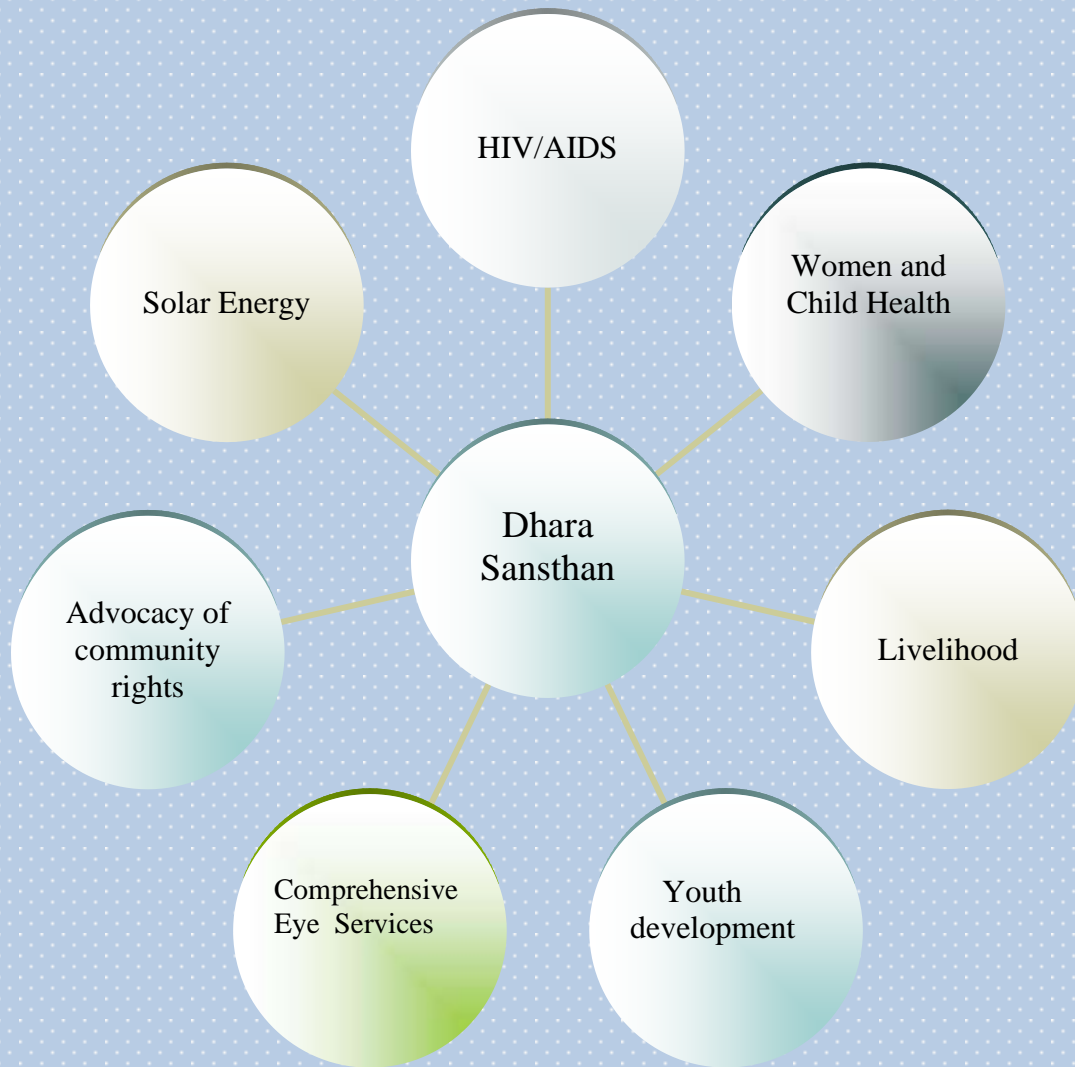 HIV/AIDS
Women and
Child Health
Solar Energy
Dhara
Sansthan
Advocacy of
community
rights
Livelihood
Comprehensive
Eye  Services
Youth
development